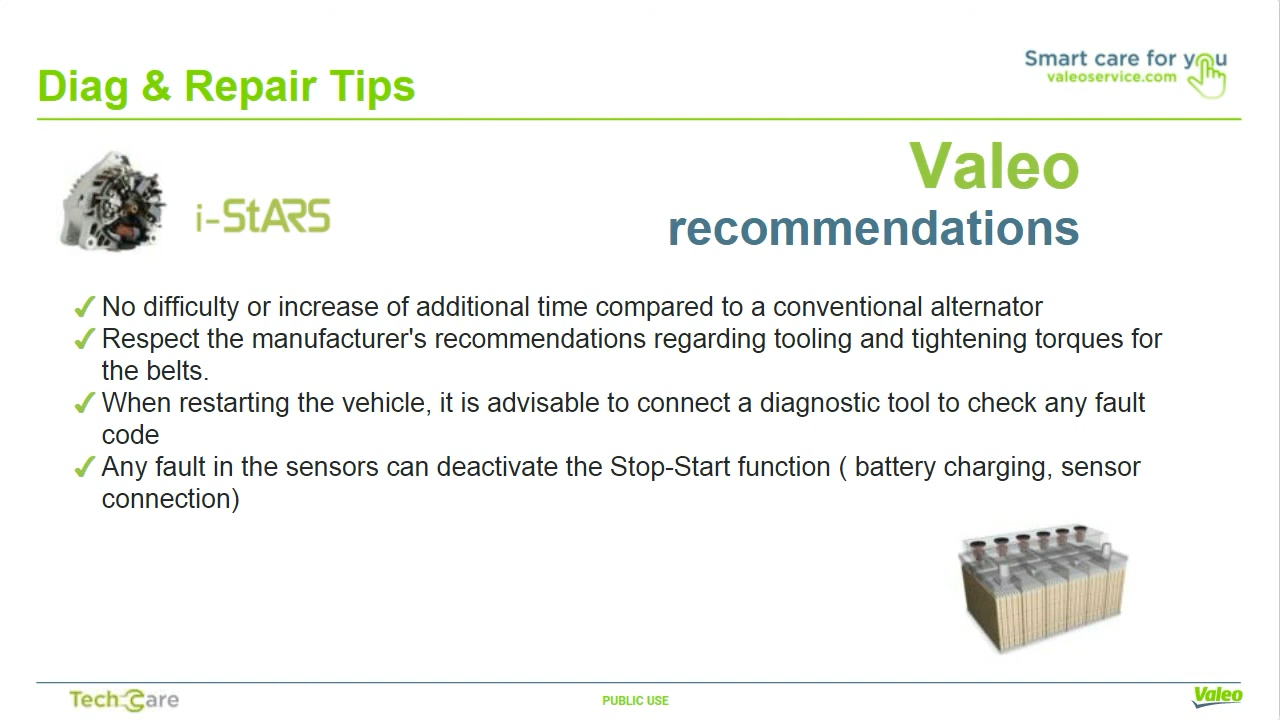 Diag & Repair Tips
Smart care for you
valeoservice.com
i-StARS
Valeo
recommendations
✓ No difficulty or increase of additional time compared to a conventional alternator
✓ Respect the manufacturer's recommendations regarding tooling and tightening torques for
the belts.
✓ When restarting the vehicle, it is advisable to connect a diagnostic tool to check any fault
code
✓ Any fault in the sensors can deactivate the Stop-Start function ( battery charging, sensor
connection)
Tech Care
PUBLIC USE
Valeo